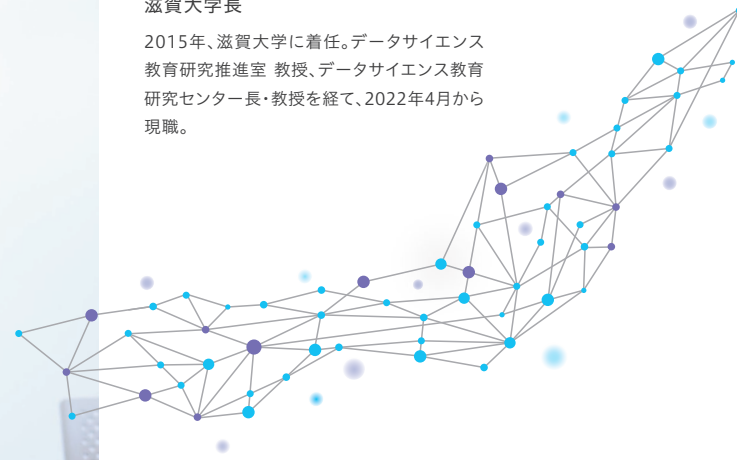 滋賀大学長
2015年、滋賀大学に着任。データサイエンス
教育研究推進室 教授、データサイエンス教育
研究センター長・教授を経て、2022年4月から
現職。